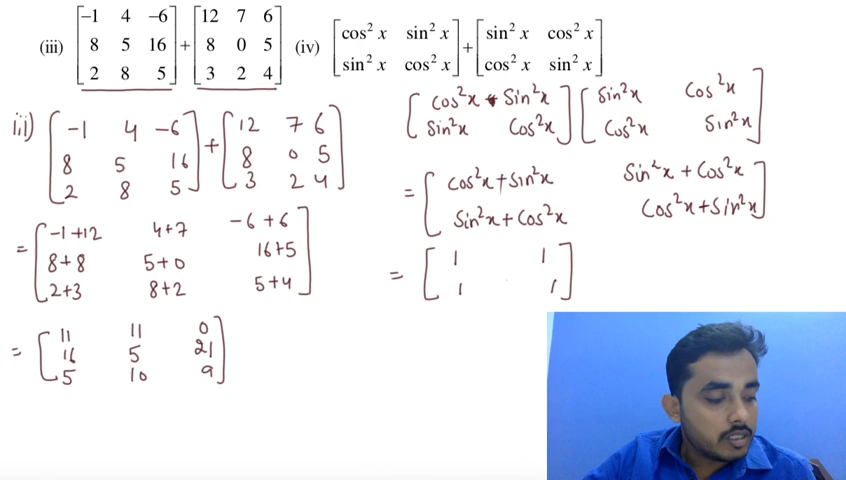 (iii) [−1 4 −6] + [12 7 6] (iv) [cos² x sin² x] + [sin² x cos² x]
[8 5 16] [8 0 5] [sin² x cos² x] [cos² x sin² x]
[2 8 5] [3 2 4]
iii) [-1 4 -6] + [12 7 6]
[8 5 16] [8 0 5]
[2 8 5] [3 2 4]
= [-1+12 4+7 -6+6]
[8+8 5+0 16+5]
[2+3 8+2 5+4]
= [11 11 0]
[16 5 21]
[5 10 9]
[Cos²x + Sin²x] [Sin²x Cos²x]
[Sin²x Cos²x] [Cos²x Sin²x]
= [Cos²x+Sin²x Sin²x+Cos²x]
[Sin²x+Cos²x Cos²x+Sin²x]
= [1 1]
[1 1]